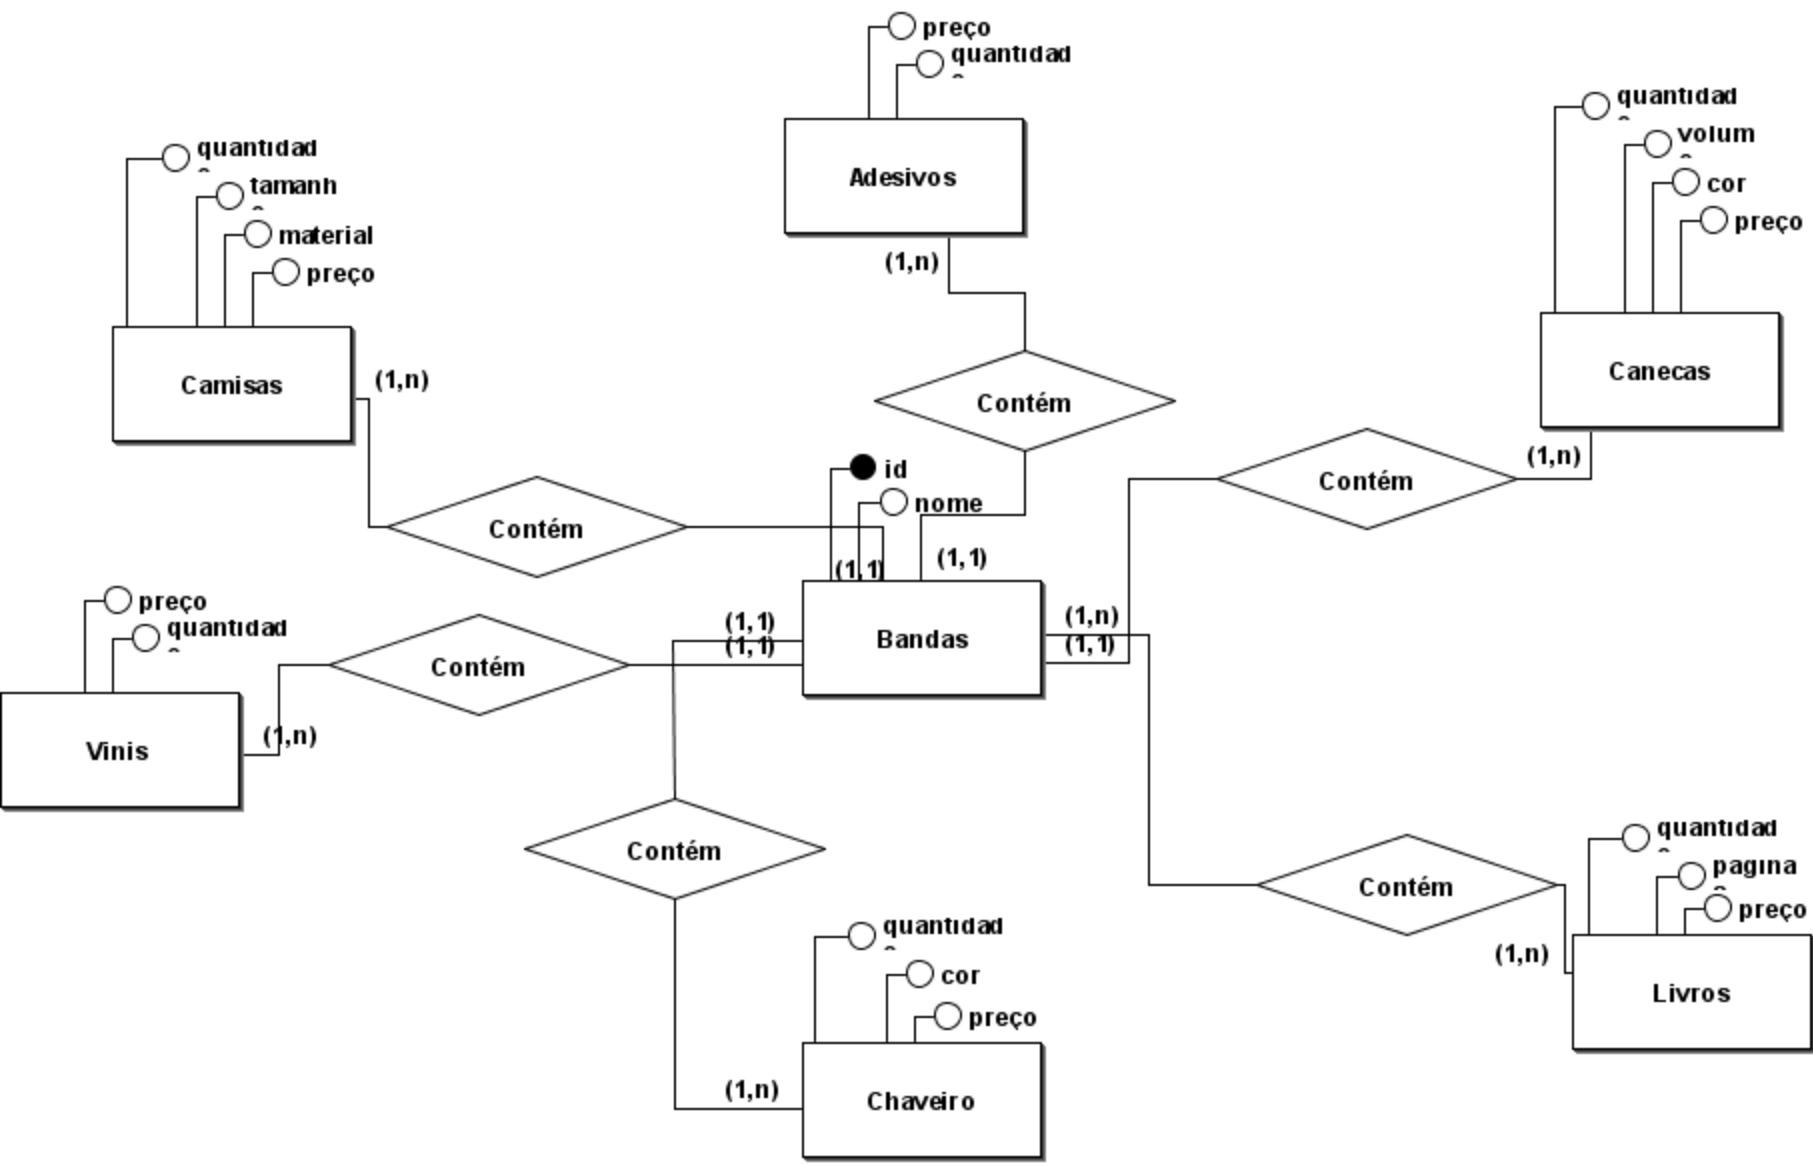 preço
quantidad
Adesivos
(1,n)
Contém
quantidad
volum
cor
preço
Canecas
(1,n)
Contém
quantidad
tamanh
material
preço
Camisas
(1,n)
Contém
id
nome
(1,1)
(1,1)
Bandas
(1,1)
(1,1)
(1,n)
(1,1)
preço
quantidad
Vinis
(1,n)
Contém
Contém
quantidad
cor
preço
Chaveiro
(1,n)
Contém
quantidad
pagina
preço
Livros
(1,n)